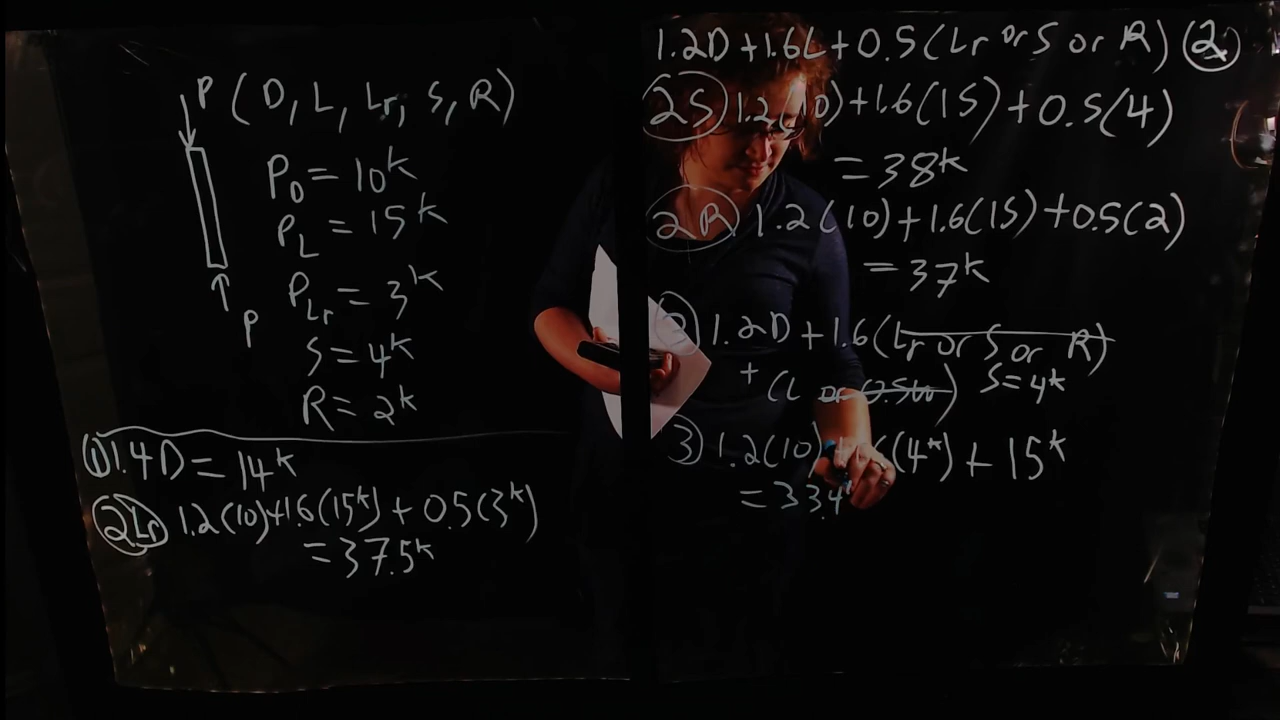 P ( D, L, Lr, S, R)
P_D = 10^k
P_L = 15^k
P_Lr = 3^k
P
S = 4^k
R = 2^k
(1) 1.4D = 14^k
(2Lr) 1.2(10)+1.6(15^k) + 0.5(3^k)
= 37.5^k
1.2D + 1.6L + 0.5 (Lr or S or R) (2)
(2S) 1.2(10)+1.6(15) + 0.5(4)
= 38^k
(2R) 1.2(10)+1.6(15)+0.5(2)
= 37^k
1.2D + 1.6(Lr or S or R)
+ (L or 0.5W) S=4^k
3) 1.2(10) (4^k) + 15^k
= 33.4^k